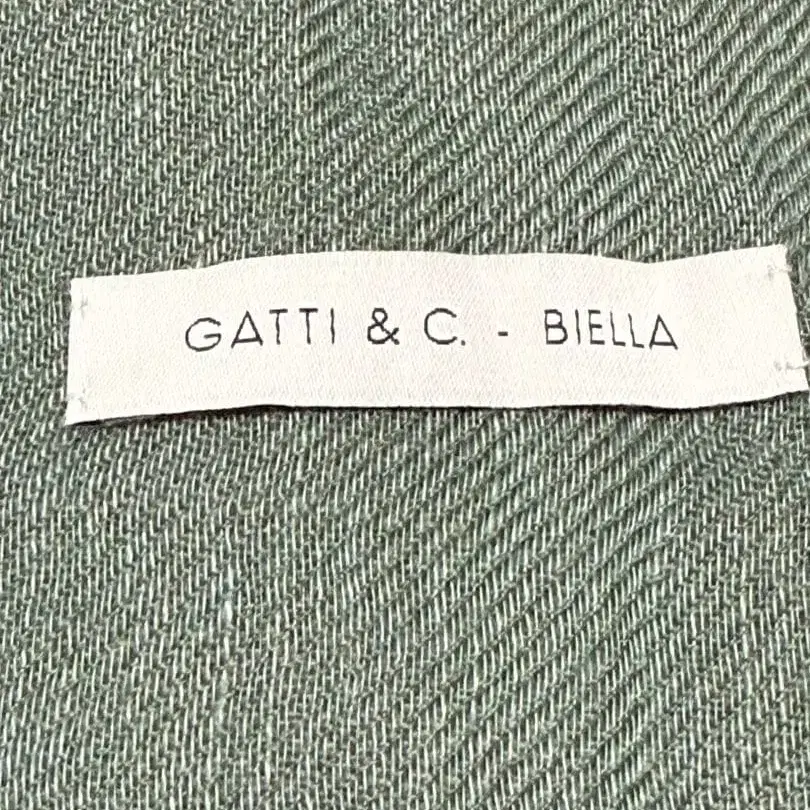 GATTI & C. - BIELLA